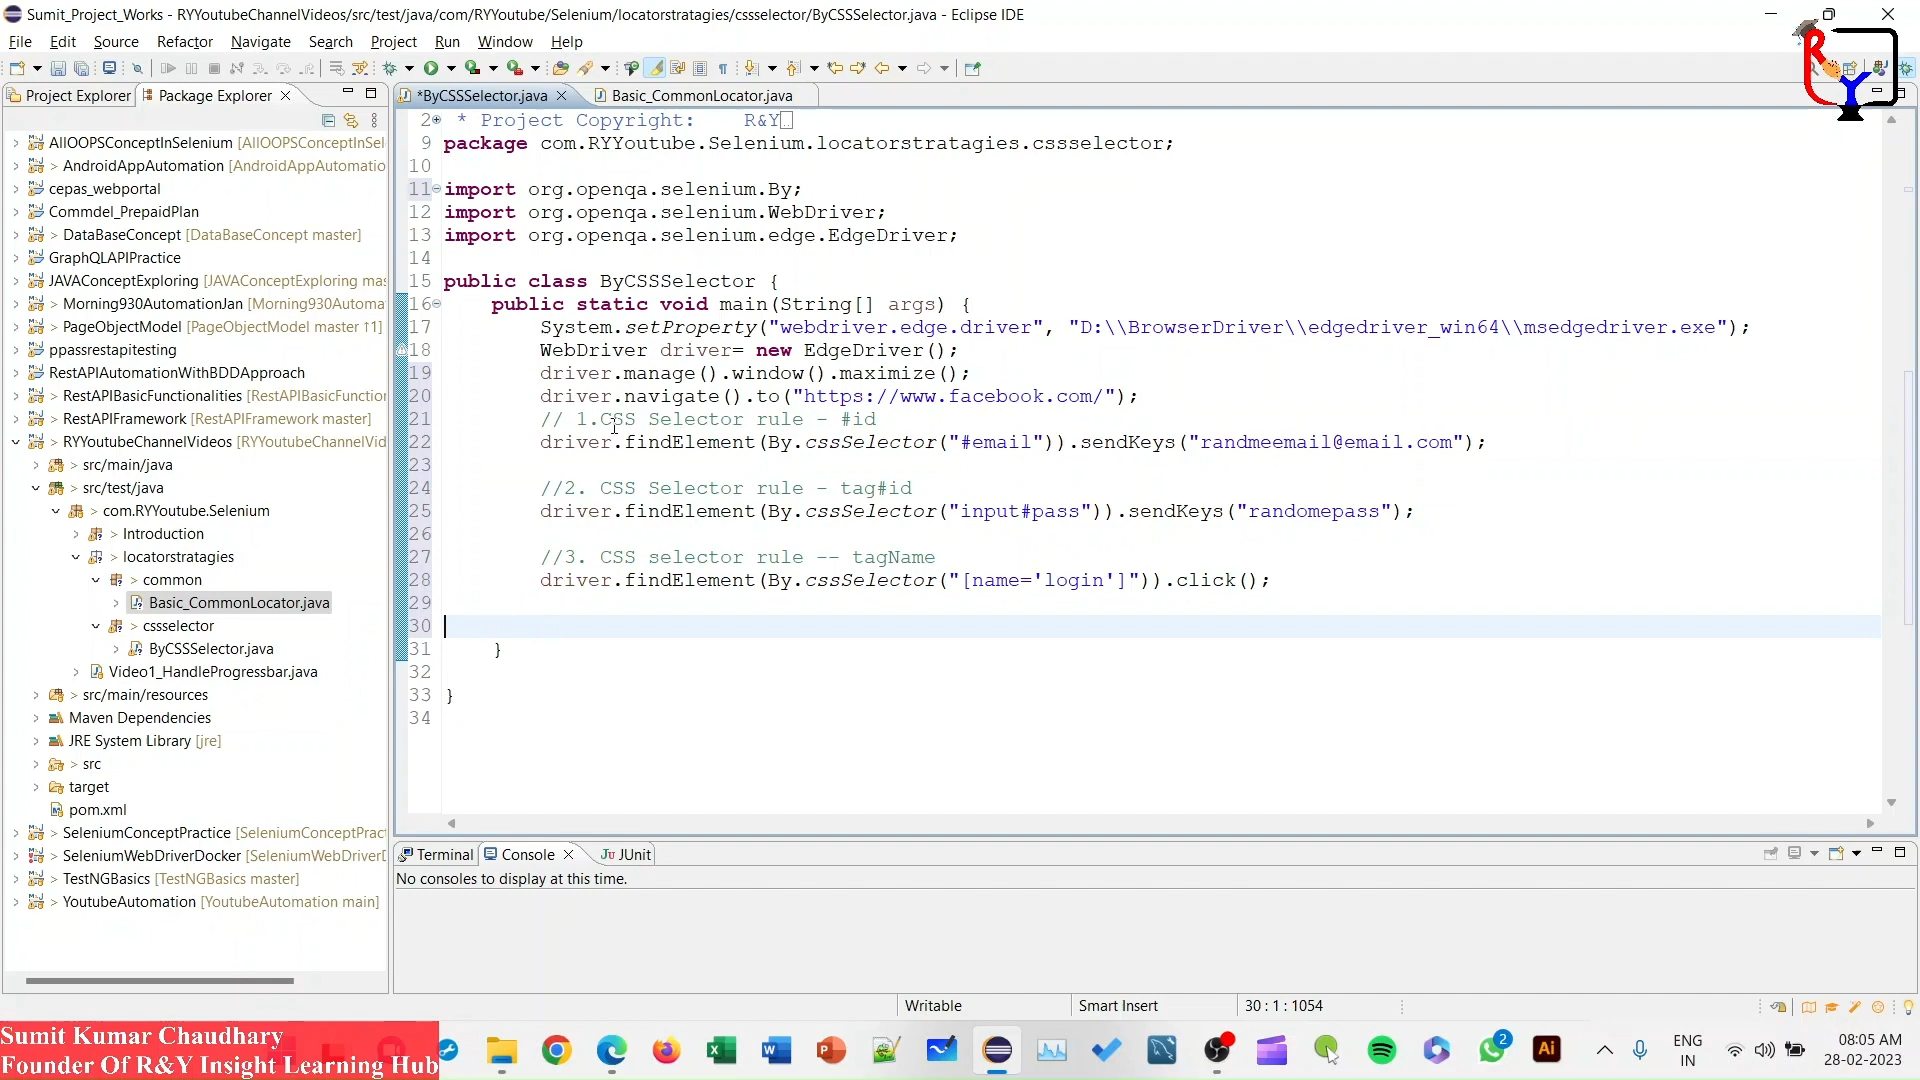 Sumit_Project_Works - RYYoutubeChannelVideos/src/test/java/com/RYYoutube/Selenium/locatorstratagies/cssselector/ByCSSSelector.java - Eclipse IDE
File Edit Source Refactor Navigate Search Project Run Window Help
Project Explorer Package Explorer
*ByCSSSelector.java Basic_CommonLocator.java
R Y
AllOOPSConceptInSelenium [AllOOPSConceptInSel
> AndroidAppAutomation [AndroidAppAutomatio
cepas_webportal
Commdel_PrepaidPlan
> DataBaseConcept [DataBaseConcept master]
GraphQLAPIPractice
JAVAConceptExploring [JAVAConceptExploring mas
> Morning930AutomationJan [Morning930Automa
> PageObjectModel [PageObjectModel master ↑1]
ppassrestapitesting
RestAPIAutomationWithBDDApproach
> RestAPIBasicFunctionalities [RestAPIBasicFunction
> RestAPIFramework [RestAPIFramework master]
> RYYoutubeChannelVideos [RYYoutubeChannelVid
> src/main/java
> src/test/java
> com.RYYoutube.Selenium
> Introduction
> locatorstratagies
> common
> Basic_CommonLocator.java
> cssselector
> ByCSSSelector.java
Video1_HandleProgressbar.java
> src/main/resources
Maven Dependencies
JRE System Library [jre]
> src
target
pom.xml
> SeleniumConceptPractice [SeleniumConceptPract
> SeleniumWebDriverDocker [SeleniumWebDriverD
> TestNGBasics [TestNGBasics master]
> YoutubeAutomation [YoutubeAutomation main]
2 * Project Copyright: R&Y
9 package com.RYYoutube.Selenium.locatorstratagies.cssselector;
10
11 import org.openqa.selenium.By;
12 import org.openqa.selenium.WebDriver;
13 import org.openqa.selenium.edge.EdgeDriver;
14
15 public class ByCSSSelector {
16 public static void main(String[] args) {
17 System.setProperty("webdriver.edge.driver", "D:\\BrowserDriver\\edgedriver_win64\\msedgedriver.exe");
18 WebDriver driver= new EdgeDriver();
19 driver.manage().window().maximize();
20 driver.navigate().to("https://www.facebook.com/");
21 // 1.CSS Selector rule - #id
22 driver.findElement(By.cssSelector("#email")).sendKeys("randmeemail@email.com");
23
24 //2. CSS Selector rule - tag#id
25 driver.findElement(By.cssSelector("input#pass")).sendKeys("randomepass");
26
27 //3. CSS selector rule -- tagName
28 driver.findElement(By.cssSelector("[name='login']")).click();
29
30
31 }
32
33 }
34
Terminal Console JUnit
No consoles to display at this time.
Writable Smart Insert 30 : 1 : 1054
Sumit Kumar Chaudhary
Founder Of R&Y Insight Learning Hub
2
Ai
ENG
IN
08:05 AM
28-02-2023